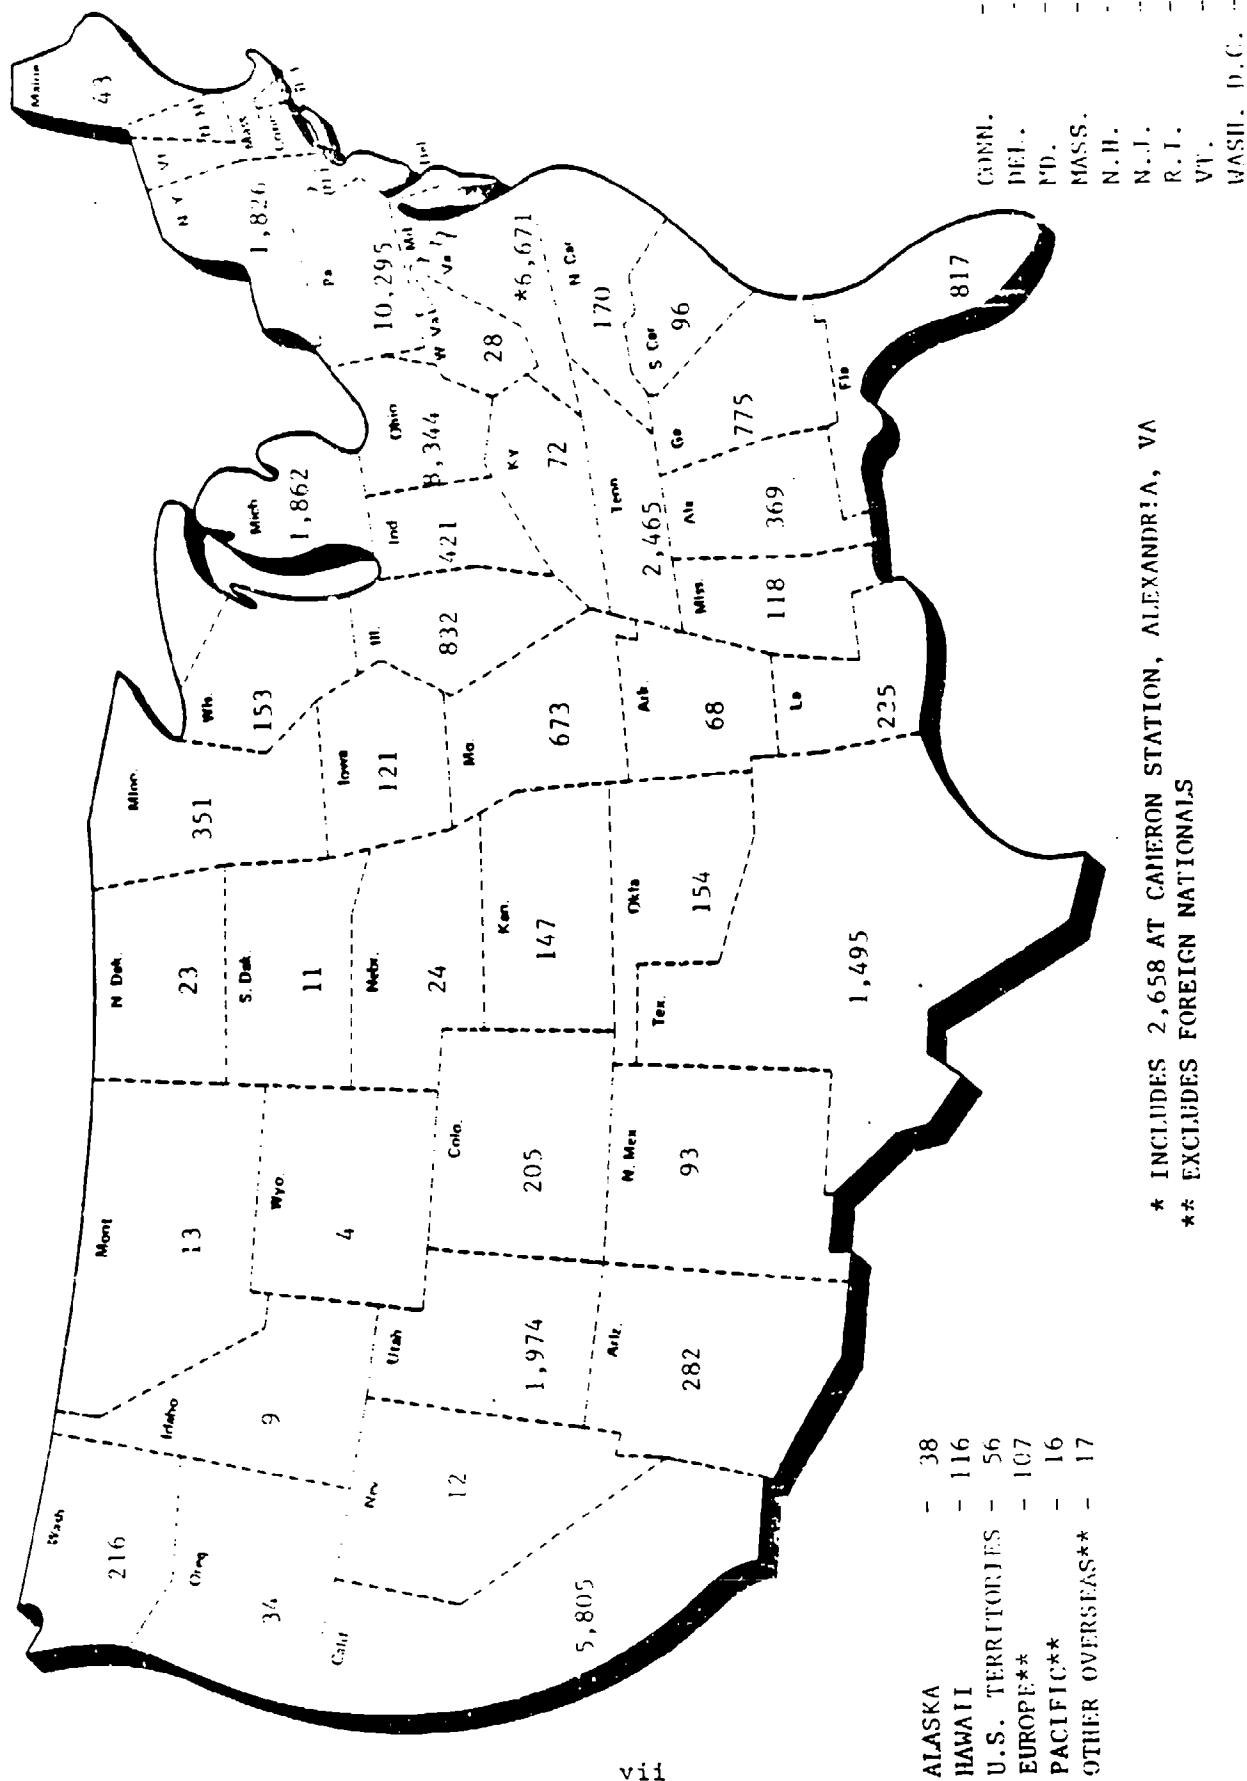 Wash
216
Oreg
34
Calif
5,805
Idaho
9
Nev
12
Mont
13
Wyo.
4
Utah
1,974
Colo.
205
Ariz.
282
N. Mex
93
N Dak.
23
S. Dak.
11
Nebr.
24
Kan.
147
Okla
154
Tex.
1,495
Minn.
351
Iowa
121
Mo.
673
Ark.
68
La
225
Wis.
153
Ill.
832
Mich
1,862
Ind
421
Ohio
8,344
Ky
72
Tenn
2,465
Miss.
118
Ala
369
Ga
775
Fla
817
S Car
96
N Car
170
W Va
28
Va
*6,671
Md
Del
Pa
10,295
N Y
1,826
Vt
N H
Mass
Conn
Maine
43
ALASKA - 38
HAWAII - 116
U.S. TERRITORIES - 56
EUROPE** - 107
PACIFIC** - 16
OTHER OVERSEAS** - 17
* INCLUDES 2,658 AT CAMERON STATION, ALEXANDRIA, VA
** EXCLUDES FOREIGN NATIONALS
CONN. -
DEL. -
MD. -
MASS. -
N.H. -
N.J. -
R.I. -
VT. -
WASH. D.C. -
vii